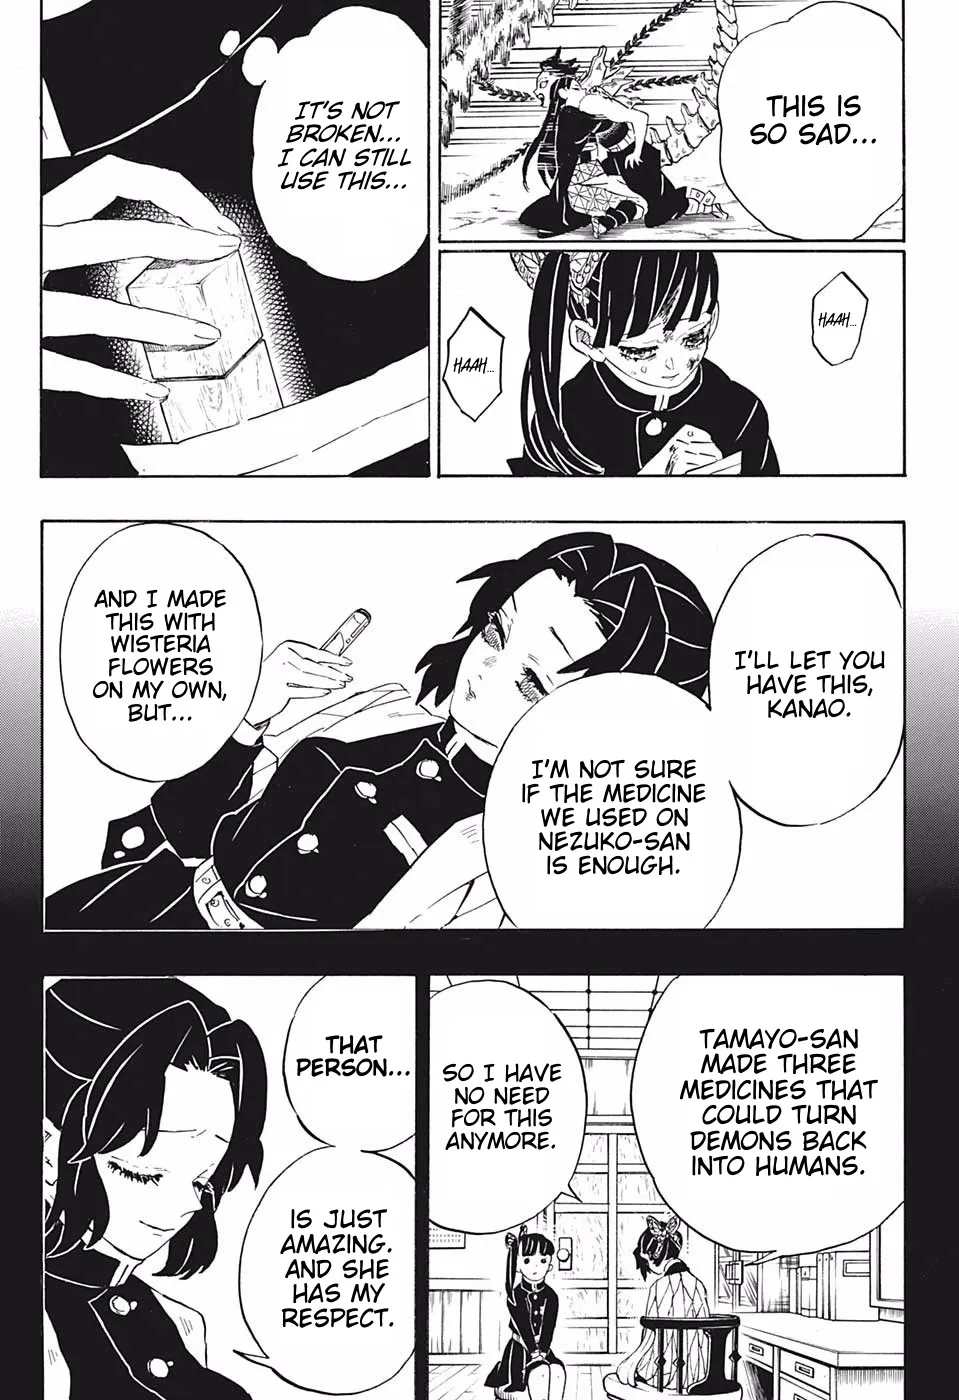 THIS IS
SO SAD...
IT'S NOT
BROKEN...
I CAN STILL
USE THIS...
HAAH...
HAAH...
I'LL LET YOU
HAVE THIS,
KANAO.
I'M NOT SURE
IF THE MEDICINE
WE USED ON
NEZUKO-SAN
IS ENOUGH.
AND I MADE
THIS WITH
WISTERIA
FLOWERS
ON MY OWN,
BUT...
TAMAYO-SAN
MADE THREE
MEDICINES THAT
COULD TURN
DEMONS BACK
INTO HUMANS.
SO I HAVE
NO NEED
FOR THIS
ANYMORE.
THAT
PERSON...
IS JUST
AMAZING.
AND SHE
HAS MY
RESPECT.